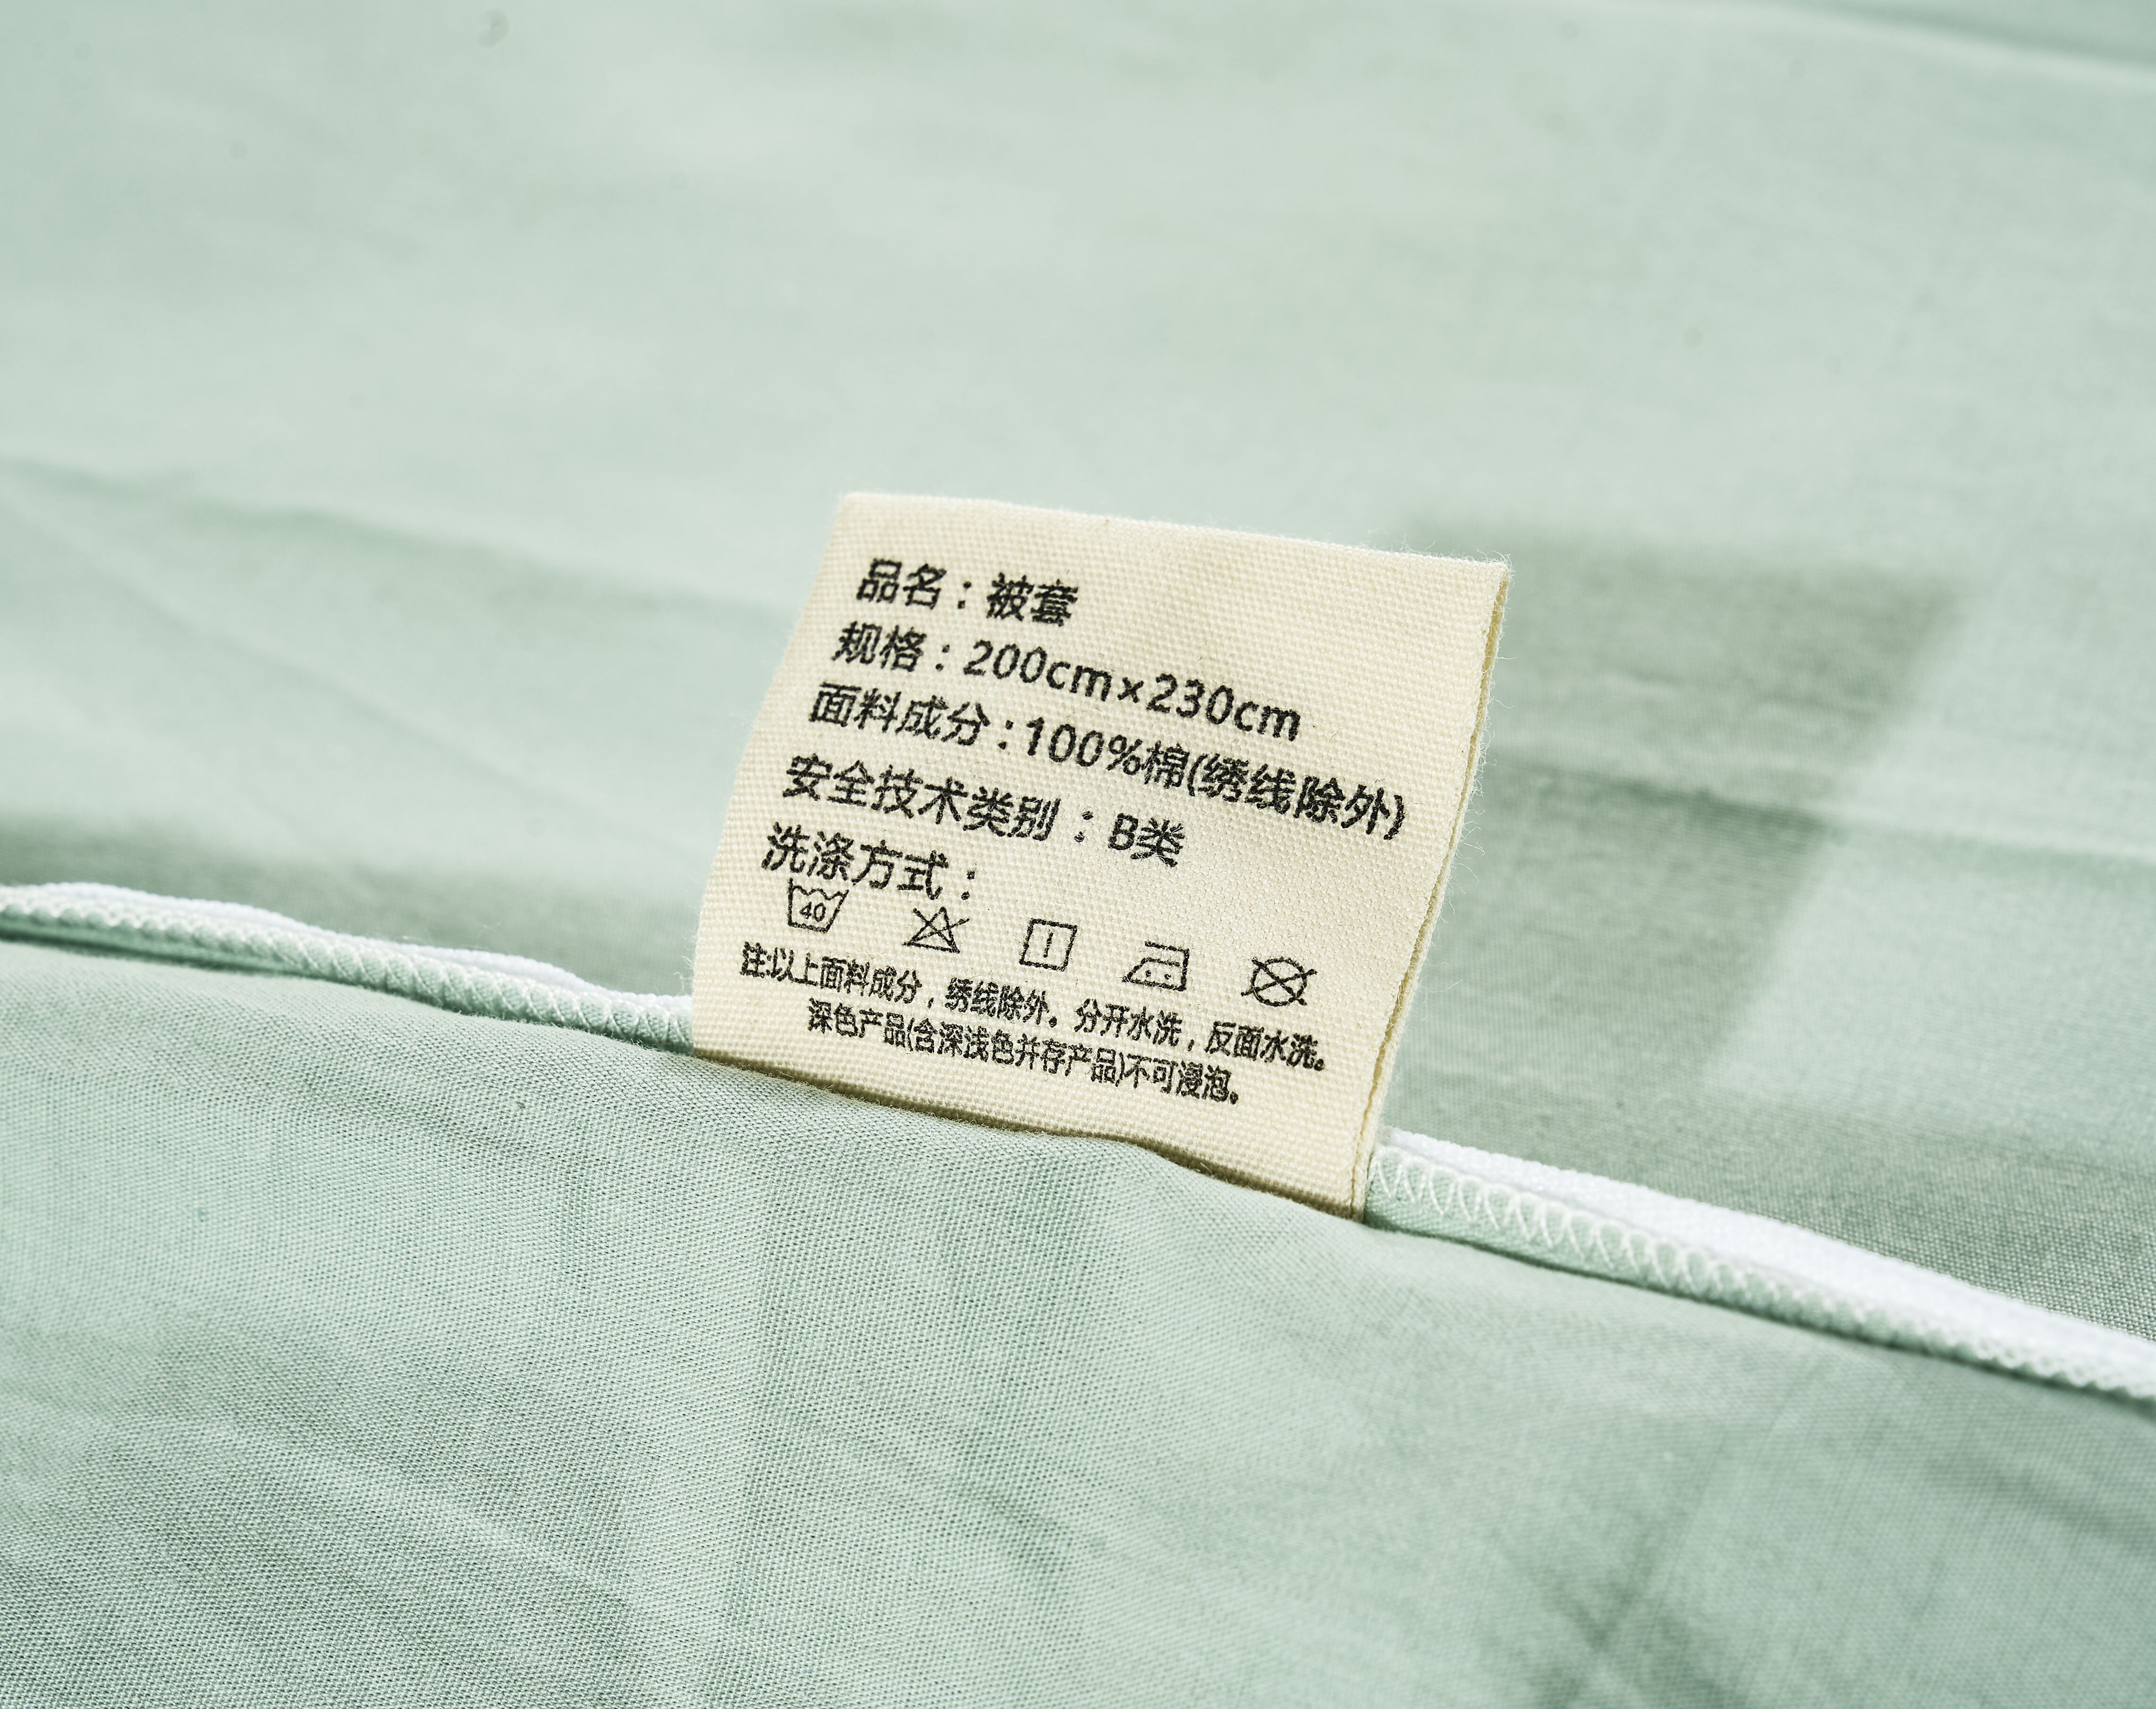 品名：被套
规格：200cm×230cm
面料成分：100%棉(绣线除外)
安全技术类别：B类
洗涤方式：
40
注:以上面料成分，绣线除外。分开水洗，反面水洗。
深色产品(含深浅色并存产品)不可浸泡。